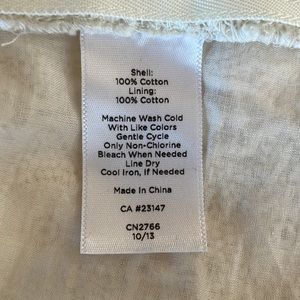 Shell:
100% Cotton
Lining:
100% Cotton
Machine Wash Cold
With Like Colors
Gentle Cycle
Only Non-Chlorine
Bleach When Needed
Line Dry
Cool Iron, If Needed
Made In China
CA #23147
CN2766
10/13